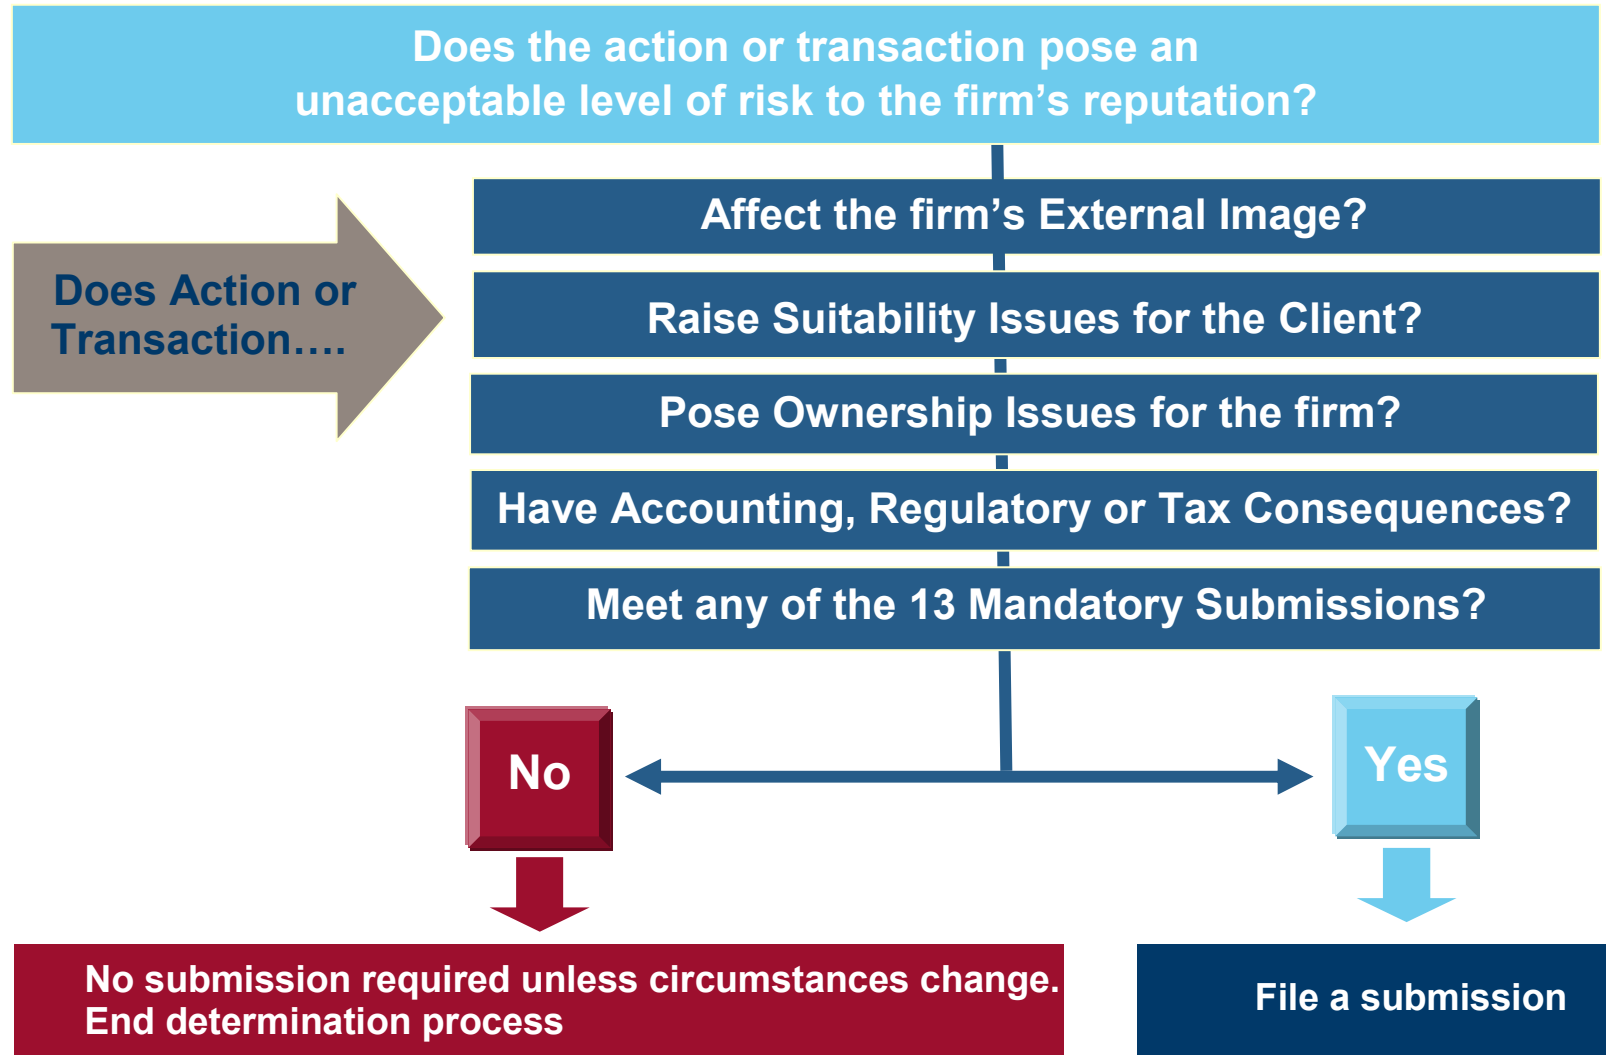 Does the action or transaction pose an
unacceptable level of risk to the firm’s reputation?
Does Action or
Transaction….
Affect the firm’s External Image?
Raise Suitability Issues for the Client?
Pose Ownership Issues for the firm?
Have Accounting, Regulatory or Tax Consequences?
Meet any of the 13 Mandatory Submissions?
No
Yes
No submission required unless circumstances change.
End determination process
File a submission